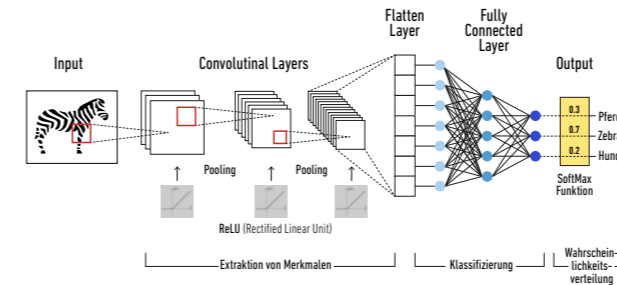 Flatten
Layer
Fully
Connected
Layer
Input
Convolutinal Layers
Output
0.3
Pferd
0.7
Zebra
0.2
Hund
Pooling
Pooling
SoftMax
Funktion
ReLU (Rectified Linear Unit)
Extraktion von Merkmalen
Klassifizierung
Wahrschein-
lichkeits-
verteilung